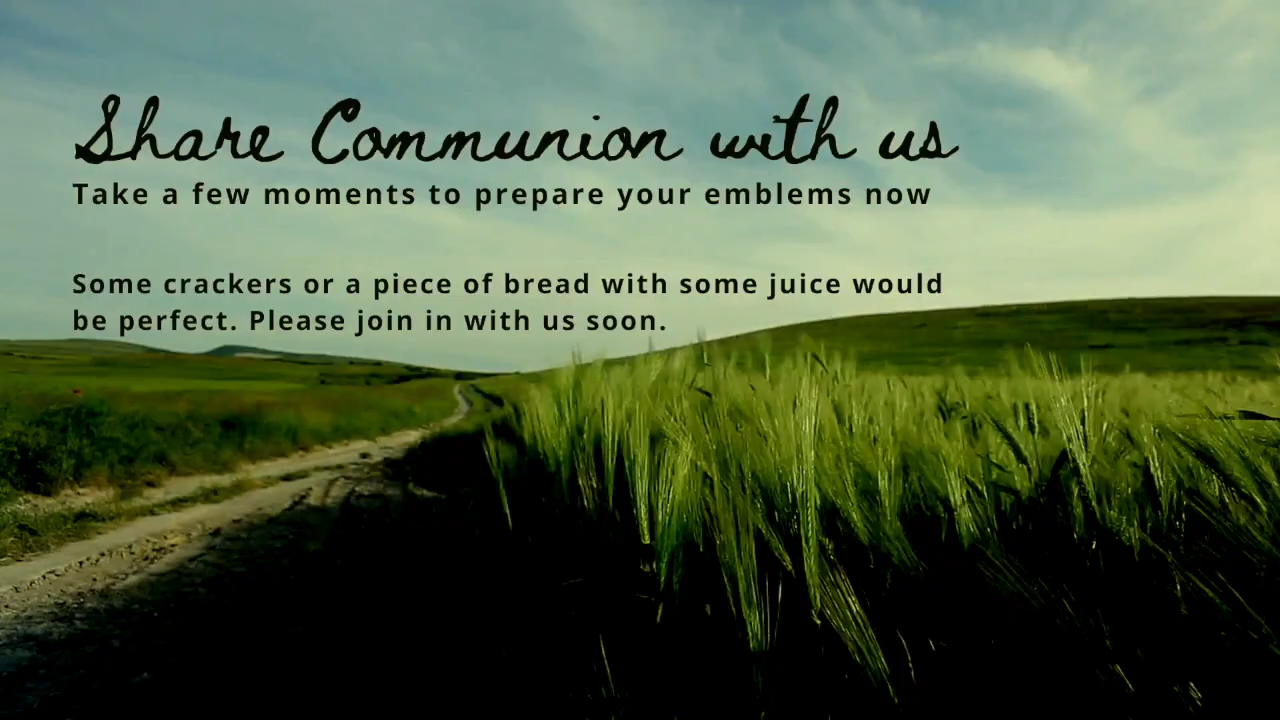 Share Communion with us
Take a few moments to prepare your emblems now
Some crackers or a piece of bread with some juice would
be perfect. Please join in with us soon.